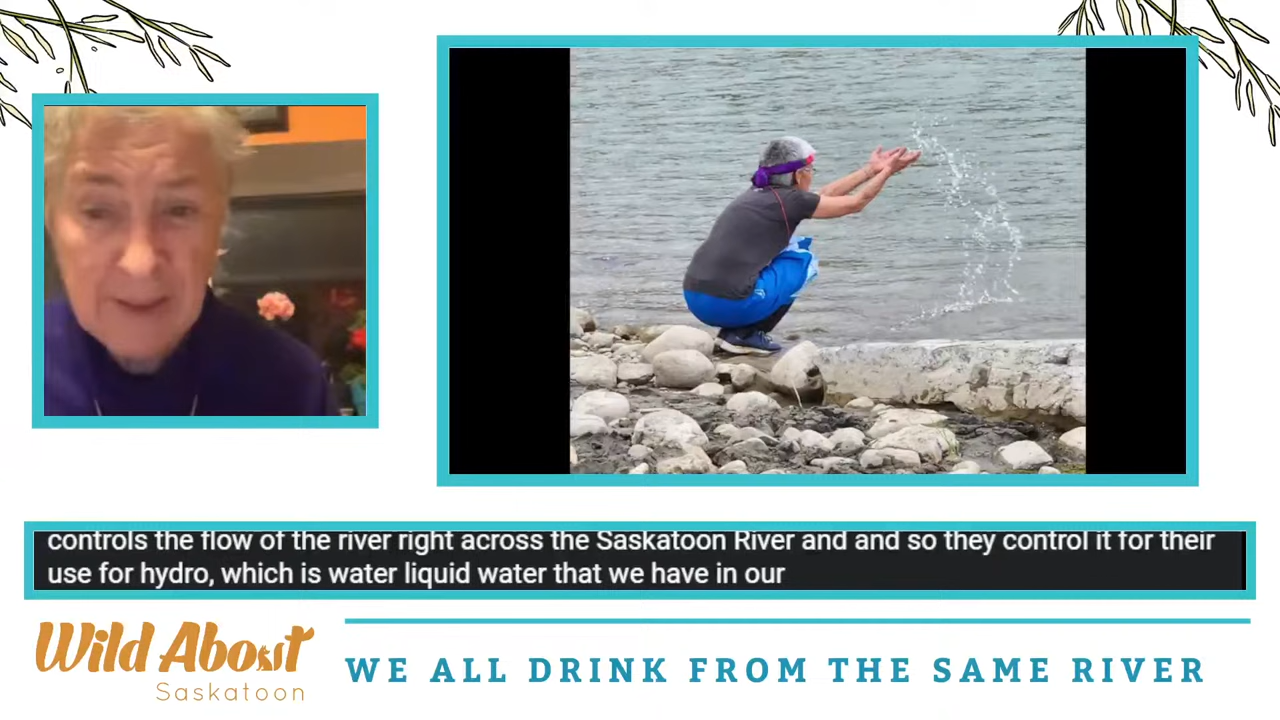 controls the flow of the river right across the Saskatoon River and and so they control it for their
use for hydro, which is water liquid water that we have in our
Wild About
Saskatoon
WE ALL DRINK FROM THE SAME RIVER